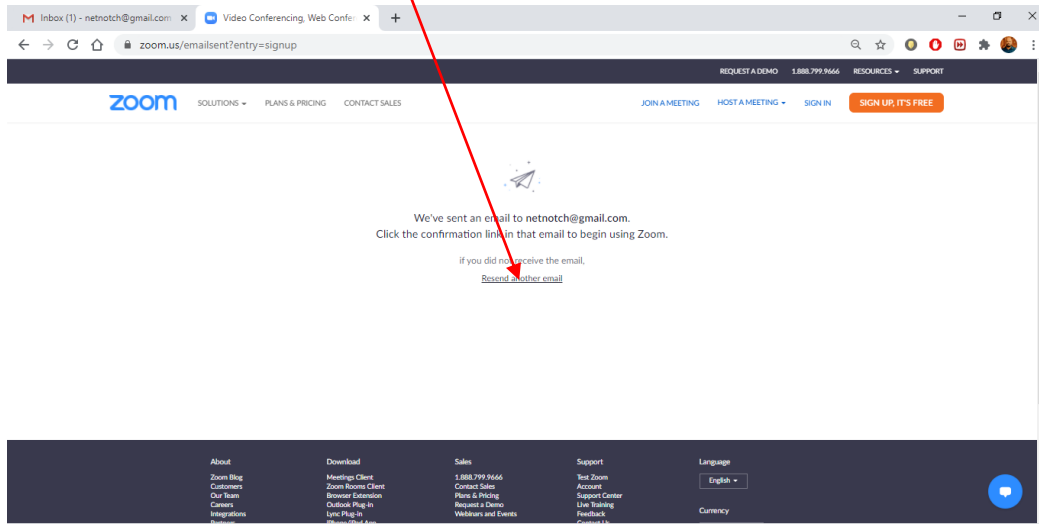 Inbox (1) - netnotch@gmail.com
Video Conferencing, Web Confer
zoom.us/emailsent?entry=signup
REQUEST A DEMO 1.888.799.9666 RESOURCES SUPPORT
zoom SOLUTIONS PLANS & PRICING CONTACT SALES JOIN A MEETING HOST A MEETING SIGN IN SIGN UP, IT'S FREE
We've sent an email to netnotch@gmail.com.
Click the confirmation link in that email to begin using Zoom.
if you did not receive the email,
Resend another email
About
Zoom Blog
Customers
Our Team
Careers
Integrations
Partners
Download
Meetings Client
Zoom Rooms Client
Browser Extension
Outlook Plug-in
Lync Plug-in
iPhone/iPad App
Sales
1.888.799.9666
Contact Sales
Plans & Pricing
Request a Demo
Webinars and Events
Support
Test Zoom
Account
Support Center
Live Training
Feedback
Contact Us
Language
English
Currency